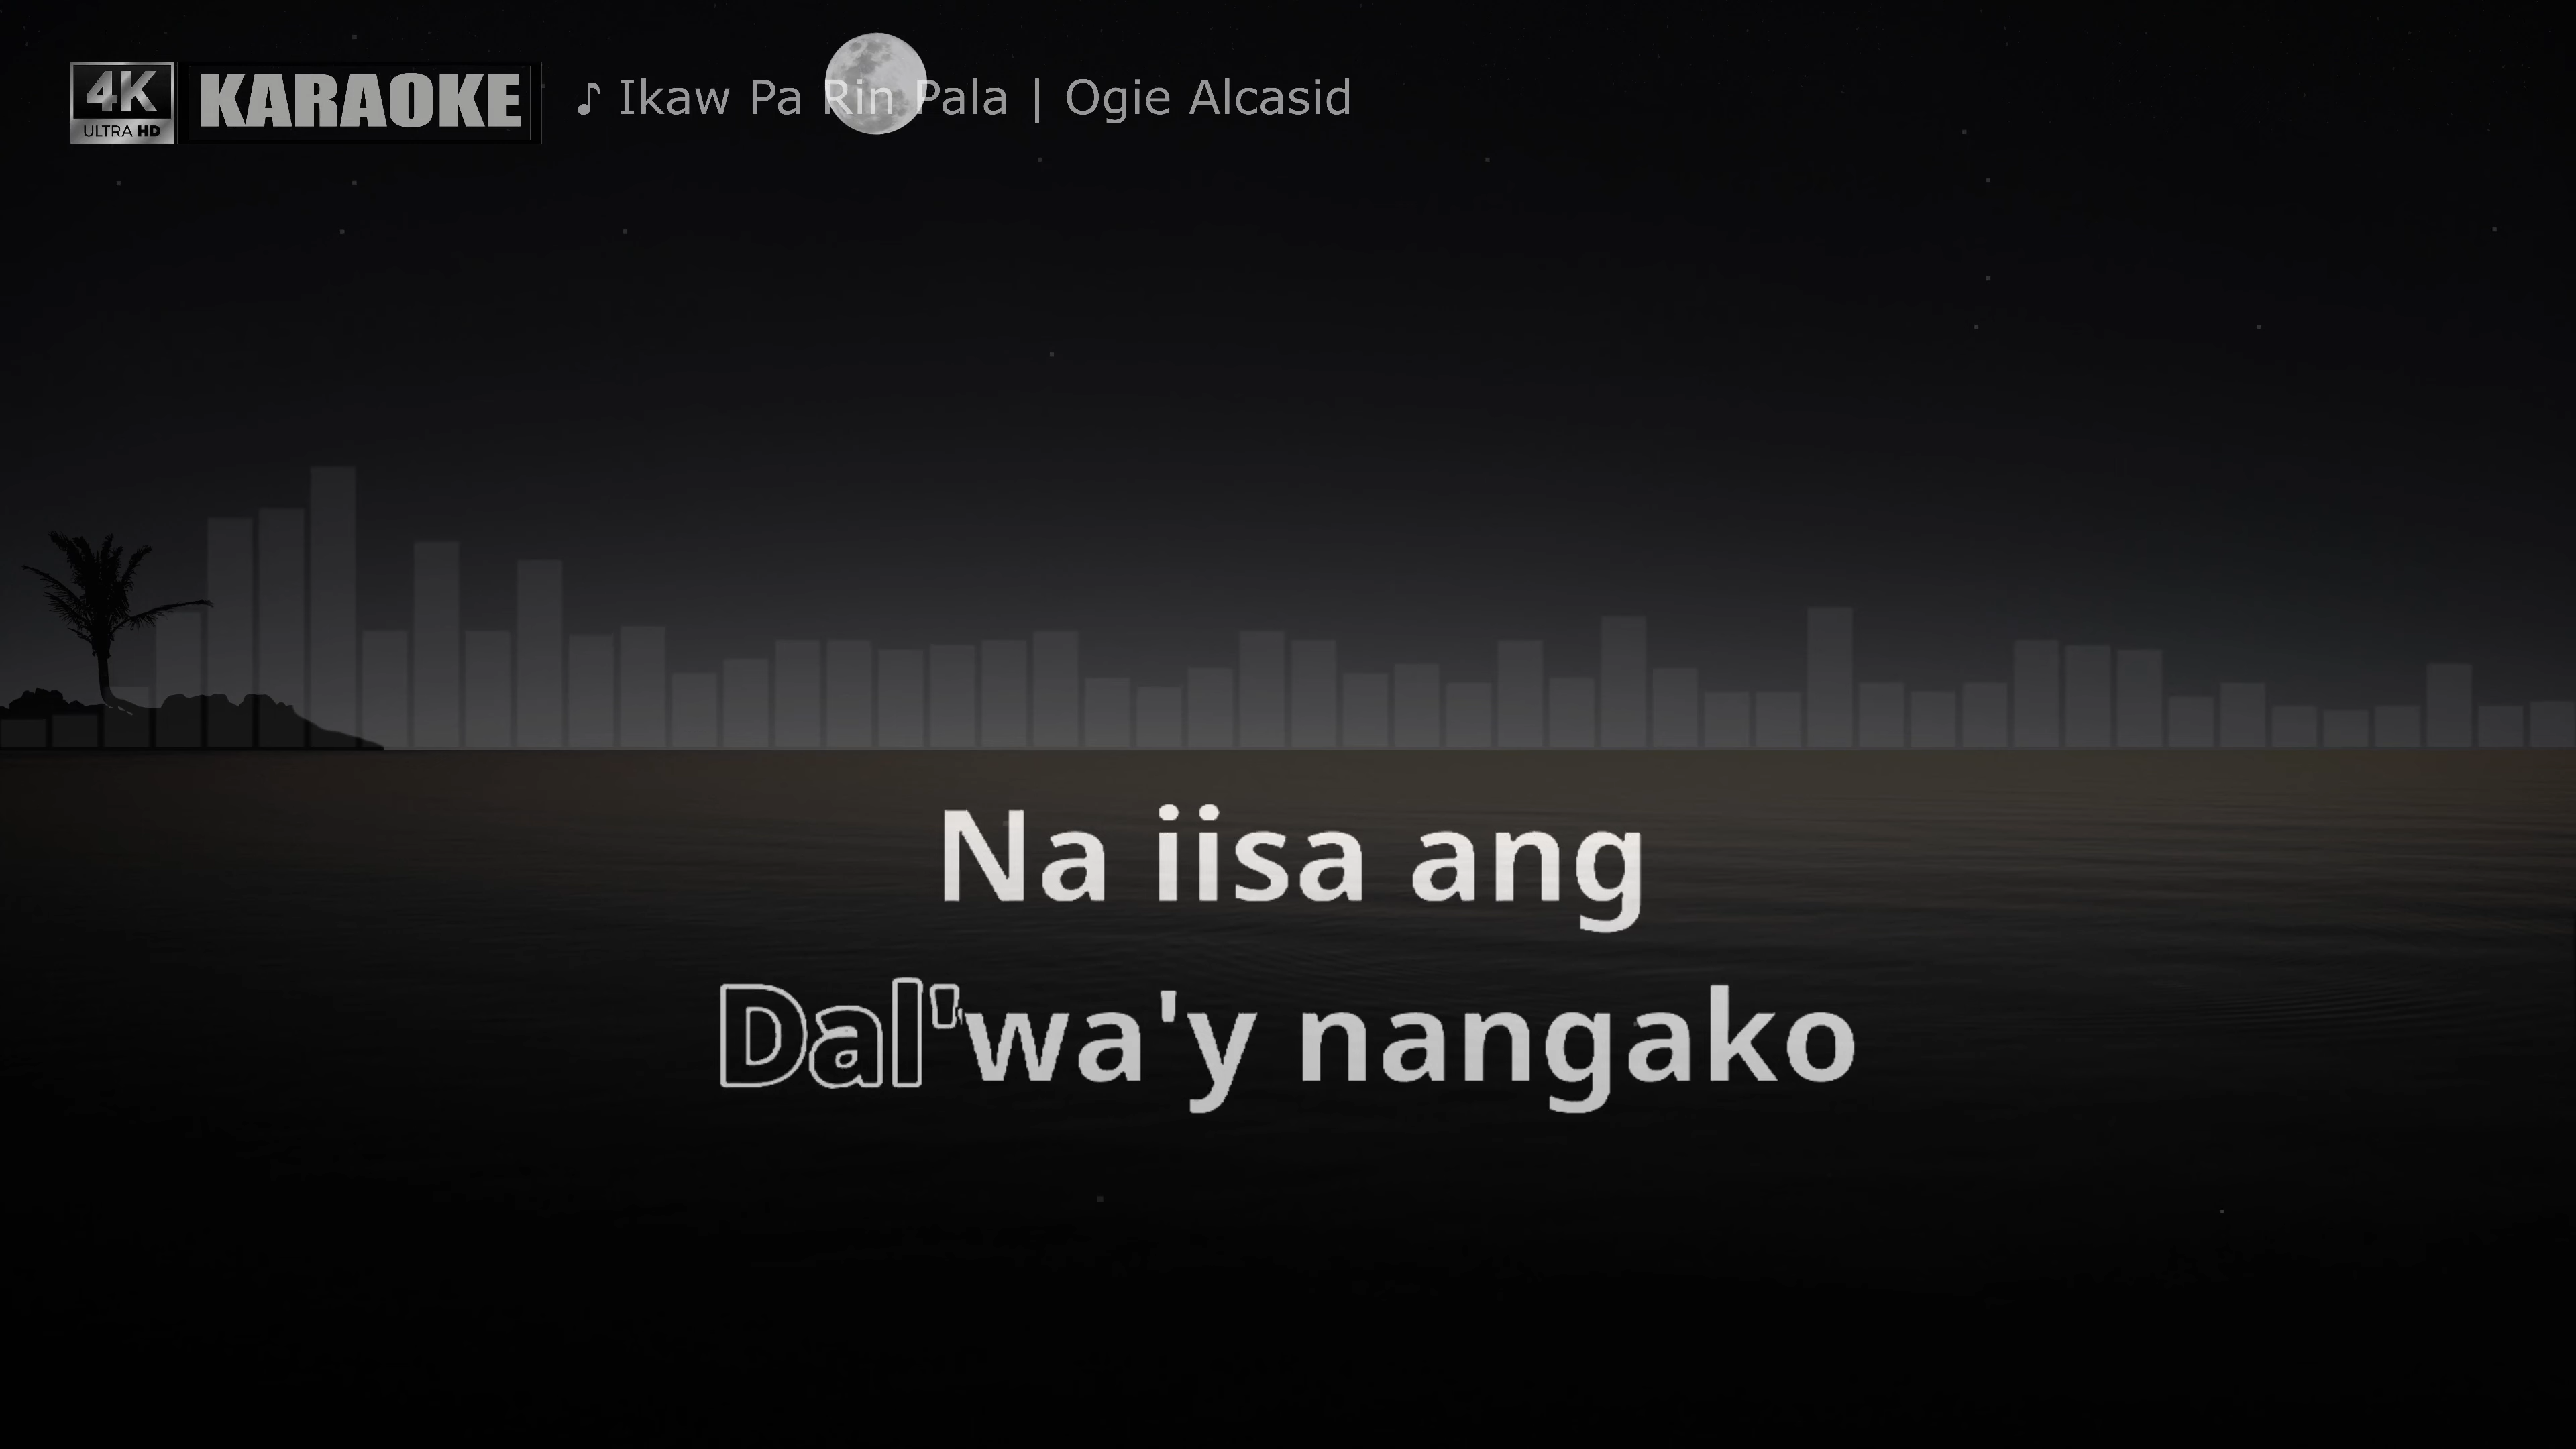 4K
ULTRA HD
KARAOKE
♪ Ikaw Pa Rin Pala | Ogie Alcasid
Na iisa ang
Dal'wa'y nangako